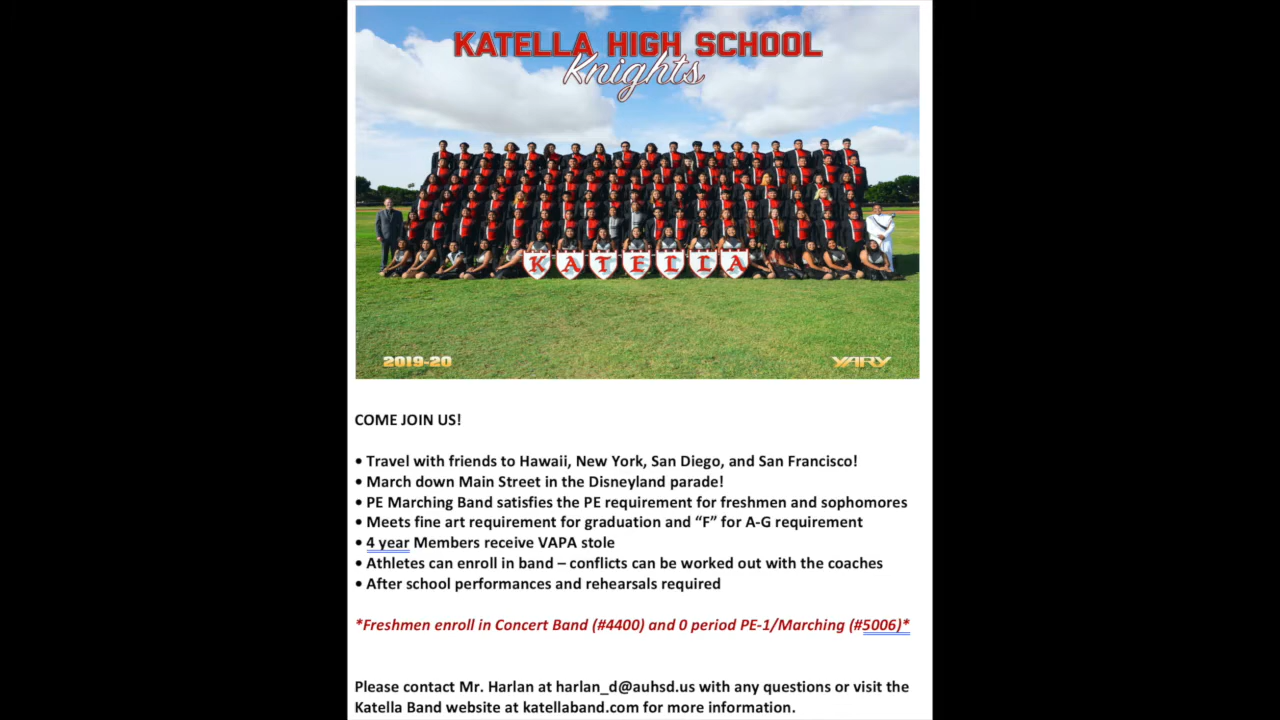 KATELLA HIGH SCHOOL
Knights
KATELLA
2019-20
YARY
COME JOIN US!
• Travel with friends to Hawaii, New York, San Diego, and San Francisco!
• March down Main Street in the Disneyland parade!
• PE Marching Band satisfies the PE requirement for freshmen and sophomores
• Meets fine art requirement for graduation and “F” for A-G requirement
• 4 year Members receive VAPA stole
• Athletes can enroll in band – conflicts can be worked out with the coaches
• After school performances and rehearsals required
*Freshmen enroll in Concert Band (#4400) and 0 period PE-1/Marching (#5006)*
Please contact Mr. Harlan at harlan_d@auhsd.us with any questions or visit the
Katella Band website at katellaband.com for more information.